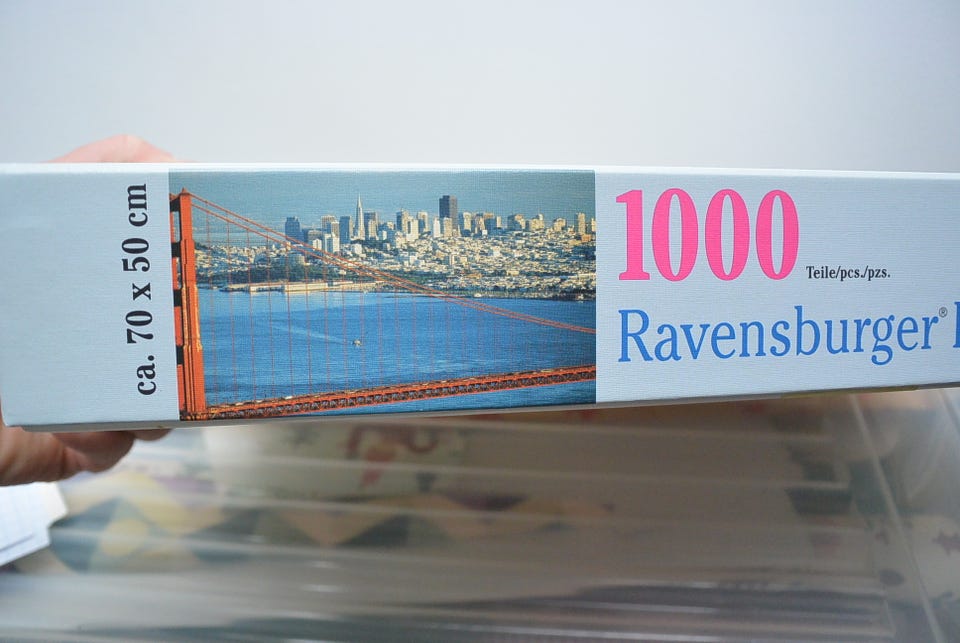 ca. 70 x 50 cm
1000 Teile/pcs./pzs.
Ravensburger®